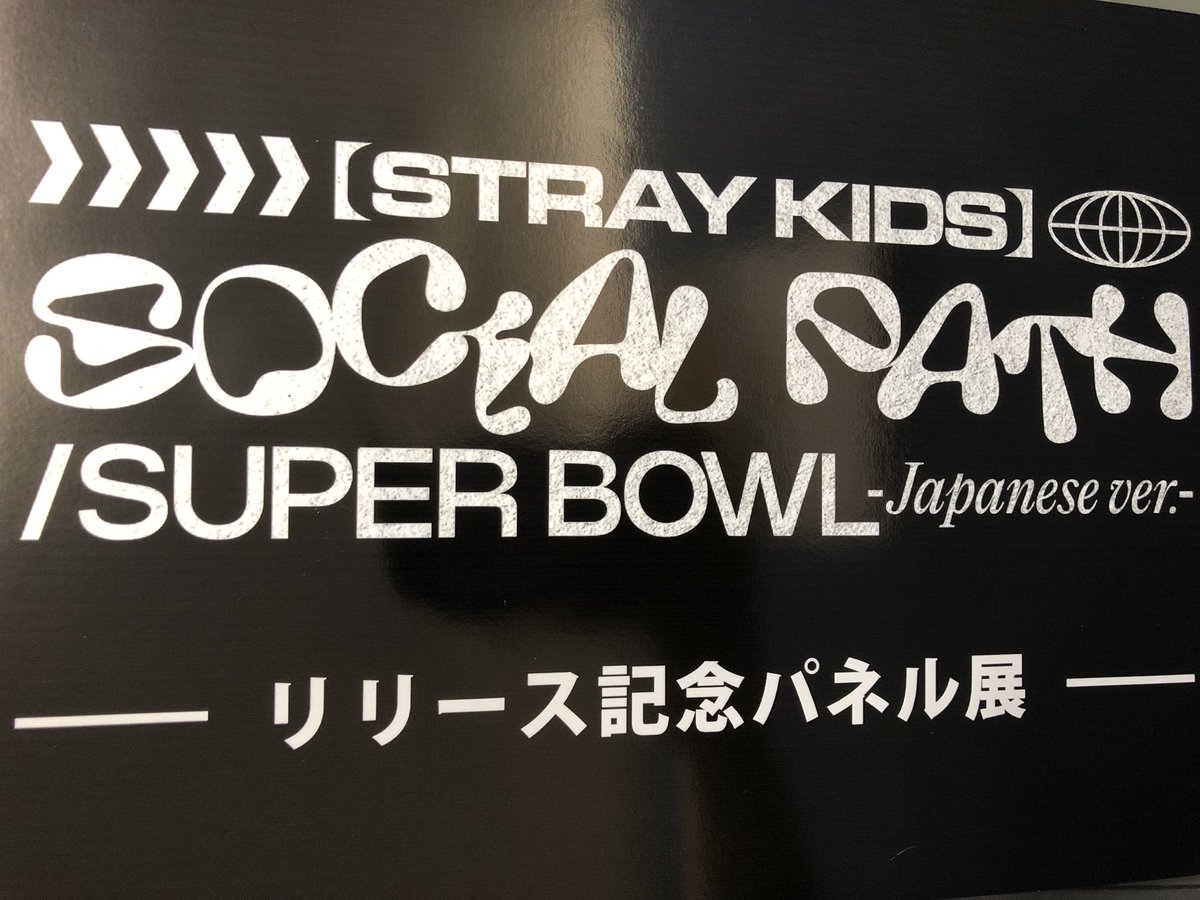 【STRAY KIDS】
SOCIAL PATH
/SUPER BOWL -Japanese ver.-
リリース記念パネル展